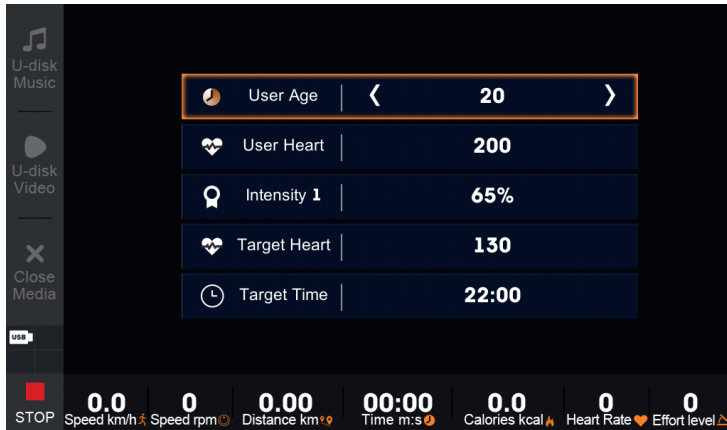 U-disk
Music
U-disk
Video
Close
Media
USB
STOP
User Age 20
User Heart 200
Intensity 1 65%
Target Heart 130
Target Time 22:00
0.0 0 0.00 00:00 0.0 0 0
Speed km/h Speed rpm Distance km Time m:s Calories kcal Heart Rate Effort level